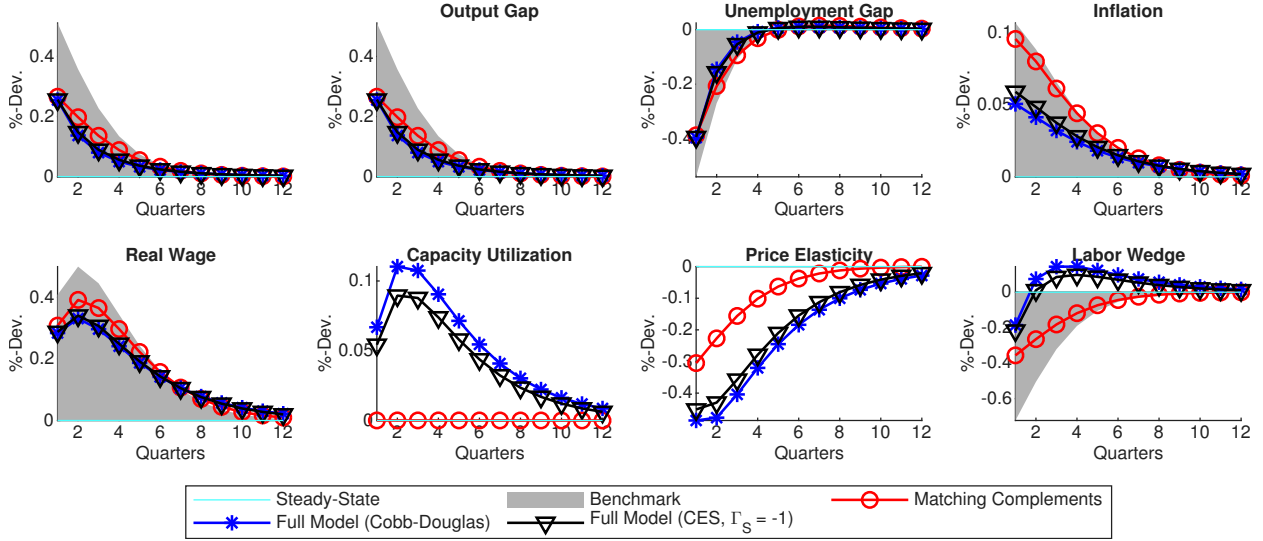 Output Gap
Unemployment Gap
Inflation
%-Dev.
0.4
0.2
0
2 4 6 8 10 12
Quarters
%-Dev.
0.4
0.2
0
2 4 6 8 10 12
Quarters
%-Dev.
0
-0.2
-0.4
2 4 6 8 10 12
Quarters
%-Dev.
0.1
0.05
0
2 4 6 8 10 12
Quarters
Real Wage
Capacity Utilization
Price Elasticity
Labor Wedge
%-Dev.
0.4
0.2
0
2 4 6 8 10 12
Quarters
%-Dev.
0.1
0.05
0
2 4 6 8 10 12
Quarters
%-Dev.
0
-0.1
-0.2
-0.3
-0.4
2 4 6 8 10 12
Quarters
%-Dev.
0
-0.2
-0.4
-0.6
2 4 6 8 10 12
Quarters
Steady-State
Benchmark
Matching Complements
Full Model (Cobb-Douglas)
Full Model (CES, Γ_S = -1)